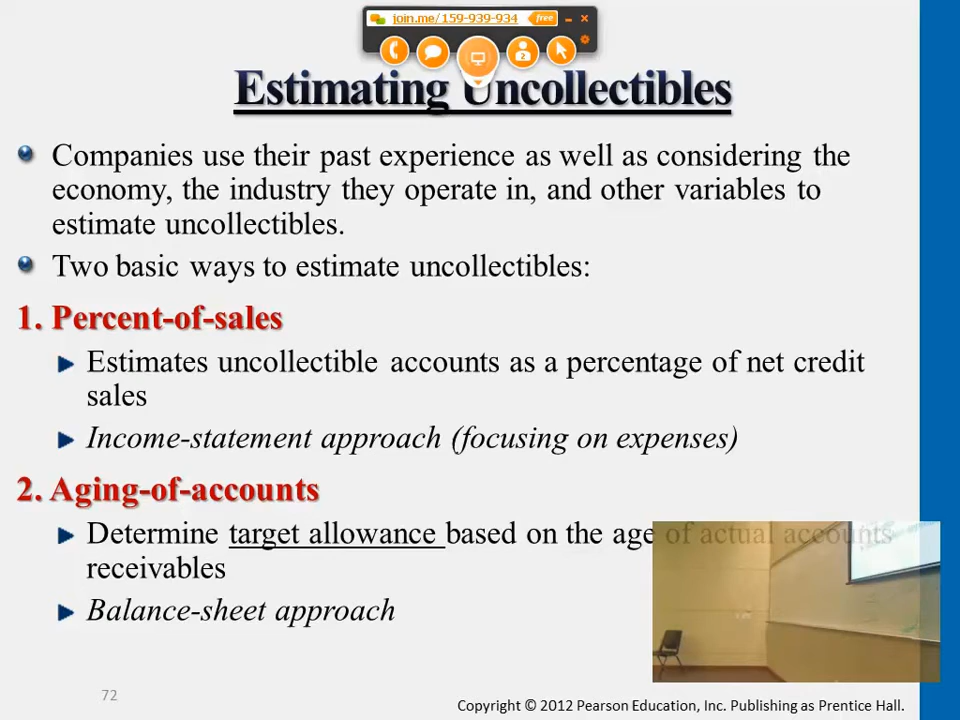 join.me/159-939-934 free
2
Estimating Uncollectibles
Companies use their past experience as well as considering the
economy, the industry they operate in, and other variables to
estimate uncollectibles.
Two basic ways to estimate uncollectibles:
1. Percent-of-sales
Estimates uncollectible accounts as a percentage of net credit
sales
Income-statement approach (focusing on expenses)
2. Aging-of-accounts
Determine target allowance based on the age of actual accounts
receivables
Balance-sheet approach
72
Copyright © 2012 Pearson Education, Inc. Publishing as Prentice Hall.